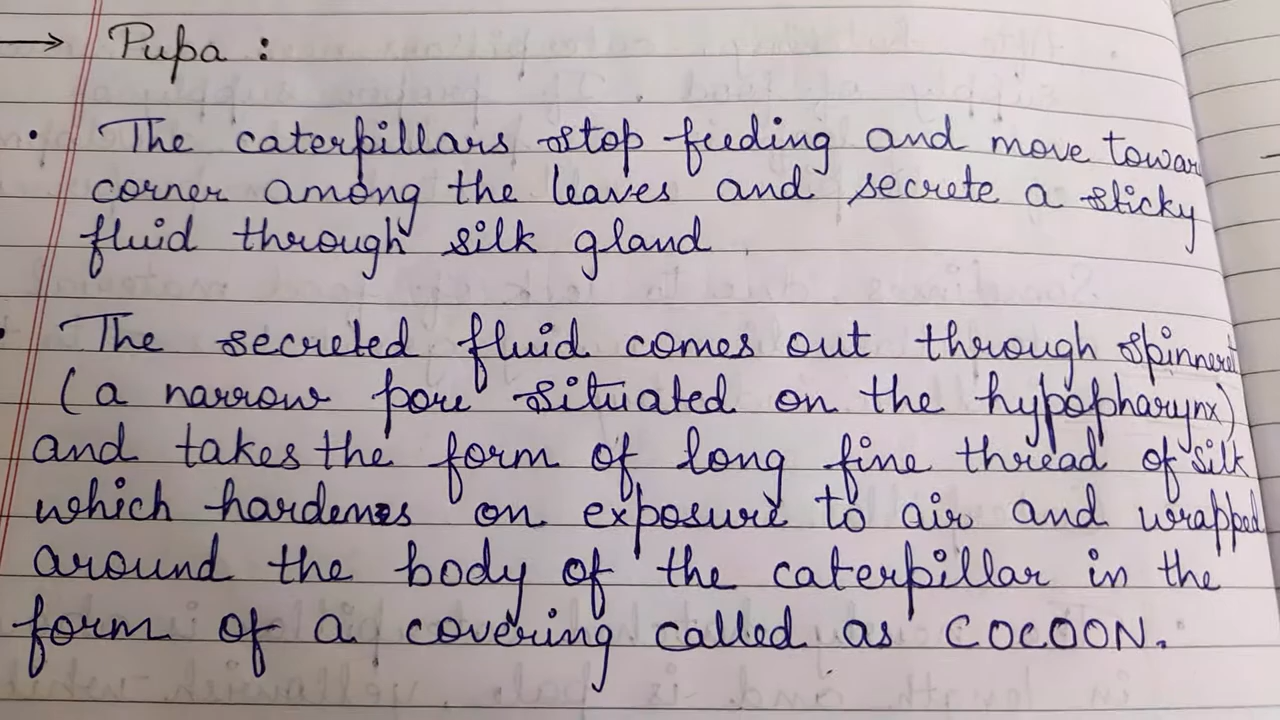 → Pupa :
• The caterpillars stop feeding and move towar
corner among the leaves and secrete a sticky
fluid through silk gland
• The secreted fluid comes out through spinneret
(a narrow pore situated on the hypopharynx)
and takes the form of long fine thread of silk
which hardenes on exposure to air and wrapped
around the body of the caterpillar in the
form of a covering called as COCOON.